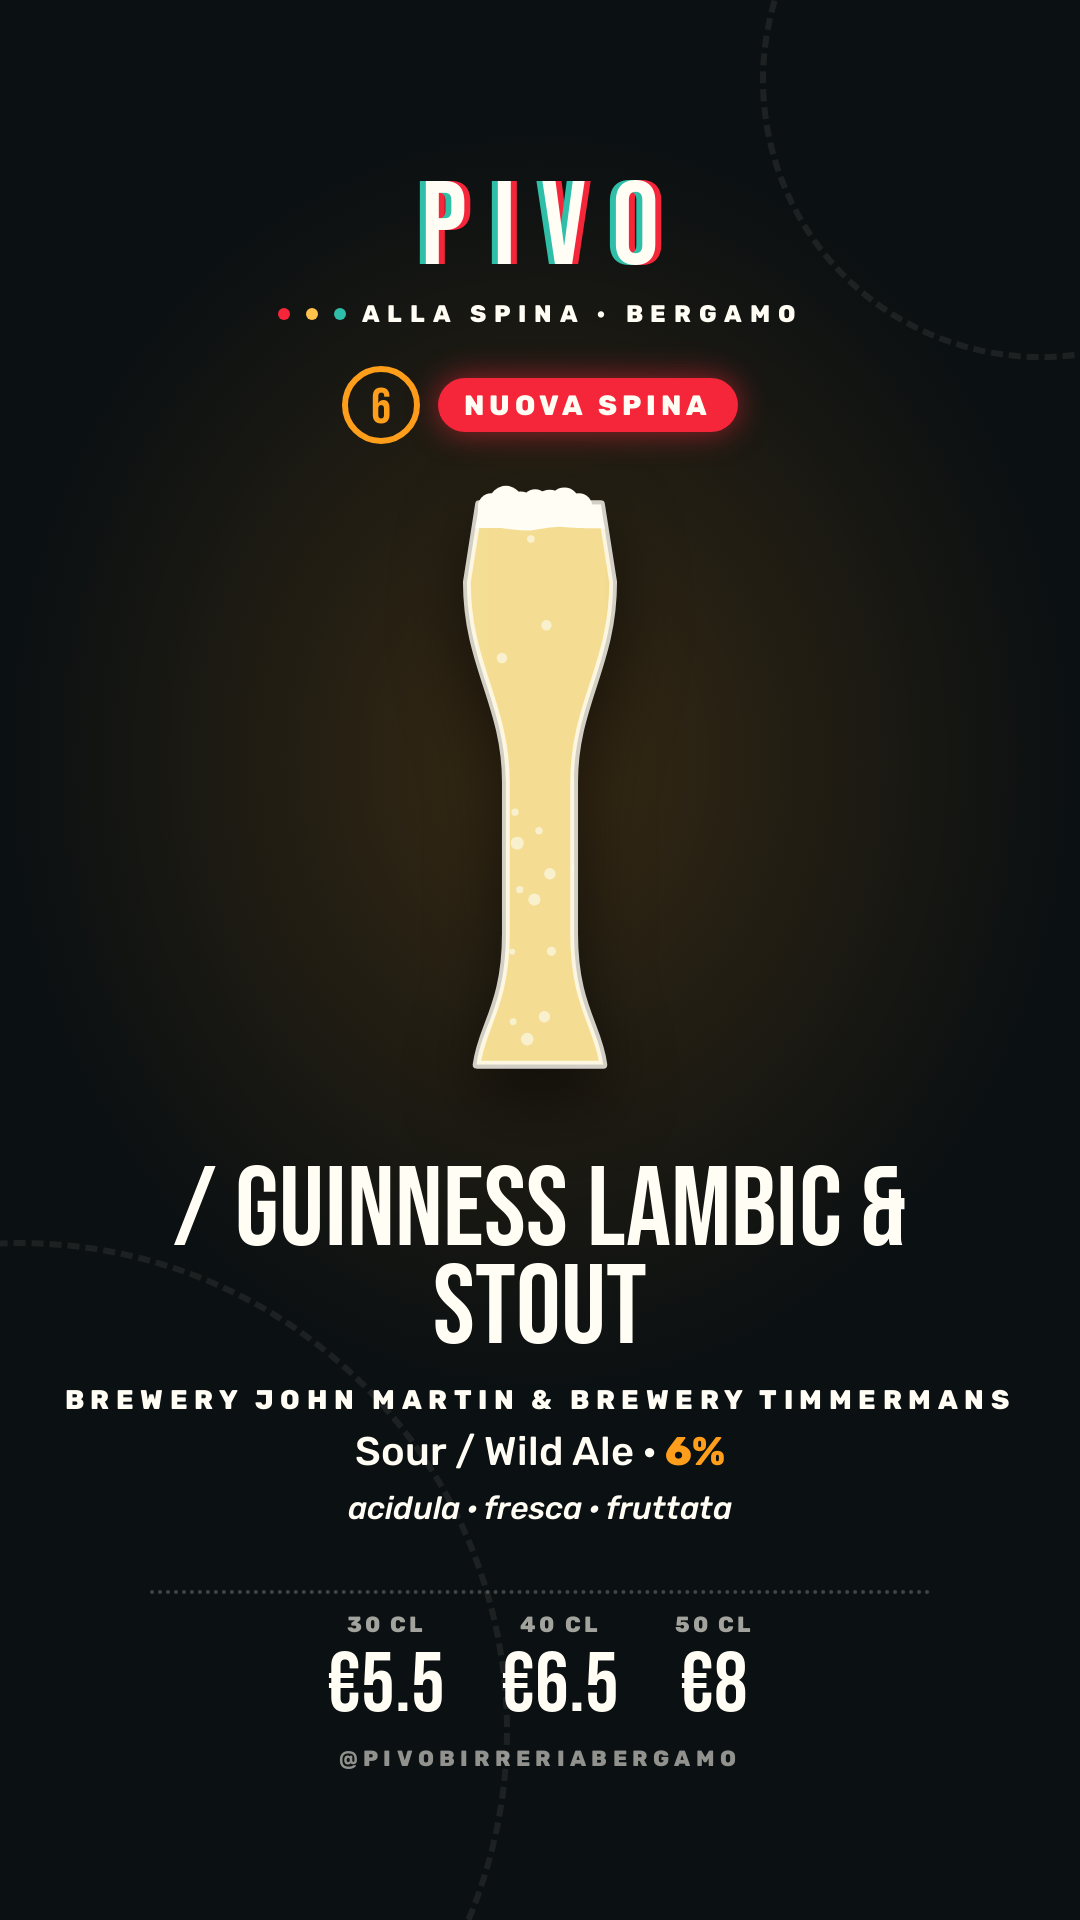 PIVO
ALLA SPINA • BERGAMO
6 NUOVA SPINA
/ GUINNESS LAMBIC &
STOUT
BREWERY JOHN MARTIN & BREWERY TIMMERMANS
Sour / Wild Ale • 6%
acidula • fresca • fruttata
30 CL 40 CL 50 CL
€5.5 €6.5 €8
@PIVOBIRRERIABERGAMO